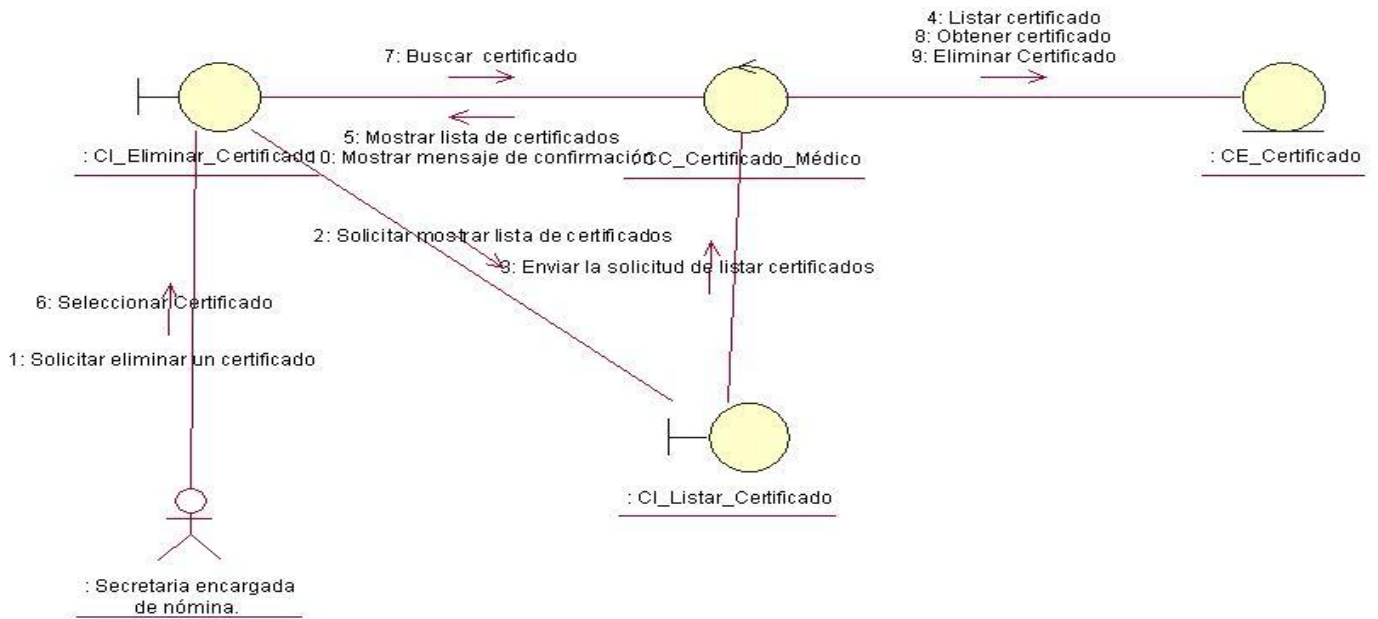 4: Listar certificado
8: Obtener certificado
9: Eliminar Certificado
7: Buscar certificado
5: Mostrar lista de certificados
10: Mostrar mensaje de confirmación
: CI_Eliminar_Certificado
: CC_Certificado_Médico
: CE_Certificado
2: Solicitar mostrar lista de certificados
3: Enviar la solicitud de listar certificados
6: Seleccionar Certificado
1: Solicitar eliminar un certificado
: CI_Listar_Certificado
: Secretaria encargada
de nómina.